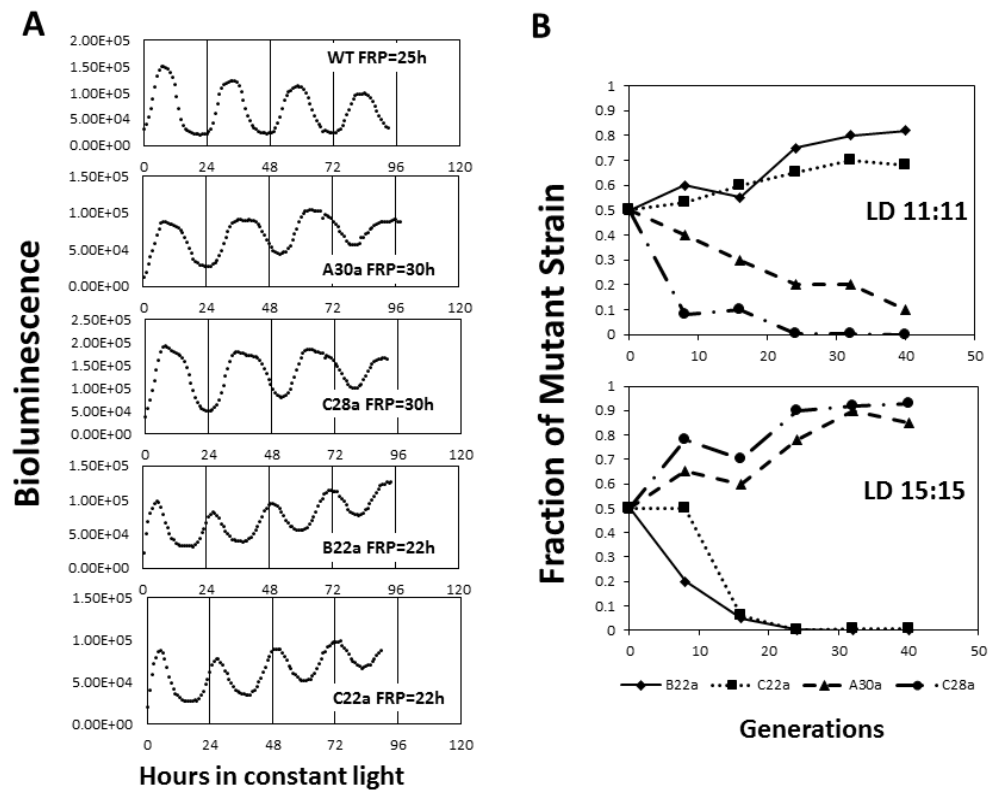 A
Bioluminescence
2.00E+05
1.50E+05
1.00E+05
5.00E+04
0.00E+00
WT FRP=25h
0 24 48 72 96 120
1.50E+05
1.00E+05
5.00E+04
0.00E+00
A30a FRP=30h
0 24 48 72 96 120
2.50E+05
2.00E+05
1.50E+05
1.00E+05
5.00E+04
0.00E+00
C28a FRP=30h
0 24 48 72 96 120
1.50E+05
1.00E+05
5.00E+04
0.00E+00
B22a FRP=22h
0 24 48 72 96 120
1.50E+05
1.00E+05
5.00E+04
0.00E+00
C22a FRP=22h
0 24 48 72 96 120
Hours in constant light
B
Fraction of Mutant Strain
1
0.9
0.8
0.7
0.6
0.5
0.4
0.3
0.2
0.1
0
LD 11:11
0 10 20 30 40 50
1
0.9
0.8
0.7
0.6
0.5
0.4
0.3
0.2
0.1
0
LD 15:15
0 10 20 30 40 50
B22a C22a A30a C28a
Generations